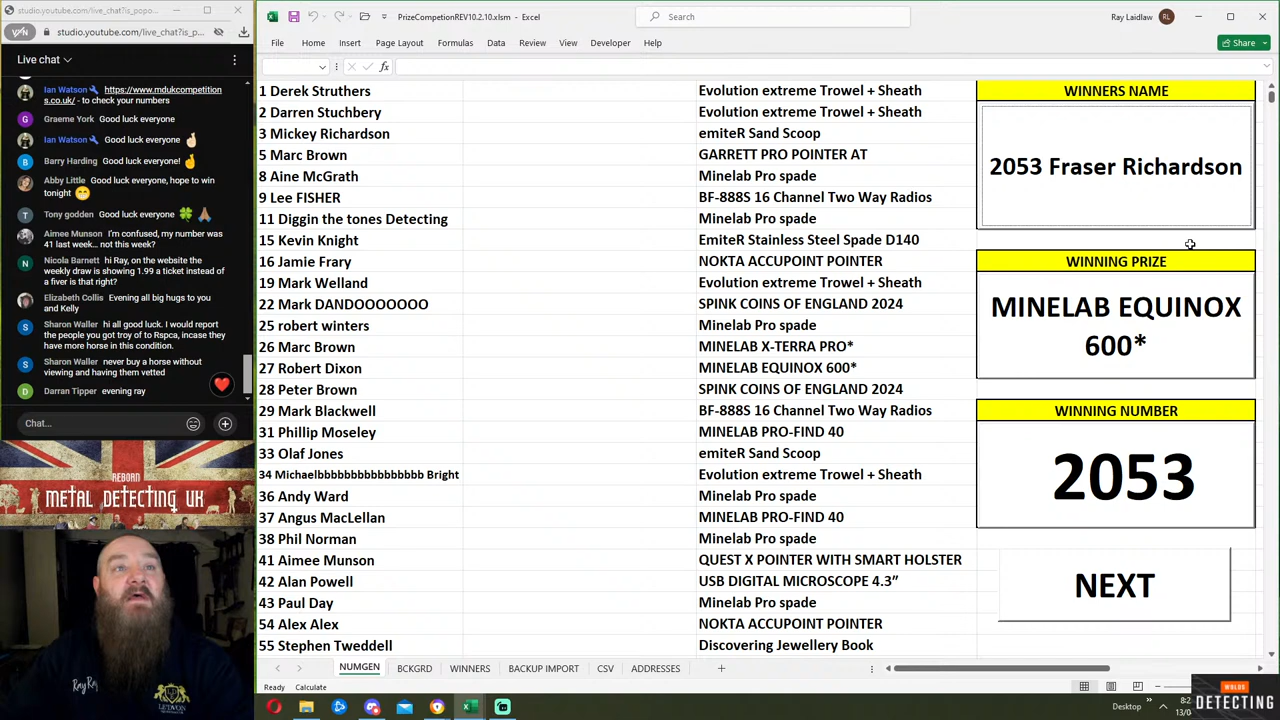 studio.youtube.com/live_chat?is_popo...
studio.youtube.com/live_chat?is_p...
Live chat
Ian Watson https://www.mdukcompetition
s.co.uk/ - to check your numbers
Graeme York Good luck everyone
Ian Watson Good luck everyone 🤞🏻
Barry Harding Good luck everyone! 🤞
Abby Little Good luck everyone, hope to win
tonight 😁
Tony godden Good luck everyone 🍀 🙏🏽
Aimee Munson I'm confused, my number was
41 last week... not this week?
Nicola Barnett hi Ray, on the website the
weekly draw is showing 1.99 a ticket instead of
a fiver is that right?
Elizabeth Collis Evening all big hugs to you
and Kelly
Sharon Waller hi all good luck. I would report
the people you got troy of to Rspca, incase they
have more horse in this condition.
Sharon Waller never buy a horse without
viewing and having them vetted
Darran Tipper evening ray
Chat...
REBORN
METAL DETECTING UK
Ray Ra
PrizeCompetionREV10.2.10.xlsm - Excel
Search
Ray Laidlaw RL
File Home Insert Page Layout Formulas Data Review View Developer Help
Share
fx
1 Derek Struthers Evolution extreme Trowel + Sheath
2 Darren Stuchbery Evolution extreme Trowel + Sheath
3 Mickey Richardson emiteR Sand Scoop
5 Marc Brown GARRETT PRO POINTER AT
8 Aine McGrath Minelab Pro spade
9 Lee FISHER BF-888S 16 Channel Two Way Radios
11 Diggin the tones Detecting Minelab Pro spade
15 Kevin Knight EmiteR Stainless Steel Spade D140
16 Jamie Frary NOKTA ACCUPOINT POINTER
19 Mark Welland Evolution extreme Trowel + Sheath
22 Mark DANDOOOOOOO SPINK COINS OF ENGLAND 2024
25 robert winters Minelab Pro spade
26 Marc Brown MINELAB X-TERRA PRO*
27 Robert Dixon MINELAB EQUINOX 600*
28 Peter Brown SPINK COINS OF ENGLAND 2024
29 Mark Blackwell BF-888S 16 Channel Two Way Radios
31 Phillip Moseley MINELAB PRO-FIND 40
33 Olaf Jones emiteR Sand Scoop
34 Michaelbbbbbbbbbbbbbbbb Bright Evolution extreme Trowel + Sheath
36 Andy Ward Minelab Pro spade
37 Angus MacLellan MINELAB PRO-FIND 40
38 Phil Norman Minelab Pro spade
41 Aimee Munson QUEST X POINTER WITH SMART HOLSTER
42 Alan Powell USB DIGITAL MICROSCOPE 4.3”
43 Paul Day Minelab Pro spade
54 Alex Alex NOKTA ACCUPOINT POINTER
55 Stephen Tweddell Discovering Jewellery Book
WINNERS NAME
2053 Fraser Richardson
WINNING PRIZE
MINELAB EQUINOX
600*
WINNING NUMBER
2053
NEXT
NUMGEN BCKGRD WINNERS BACKUP IMPORT CSV ADDRESSES
Ready Calculate
Desktop
WOLDS
DETECTING